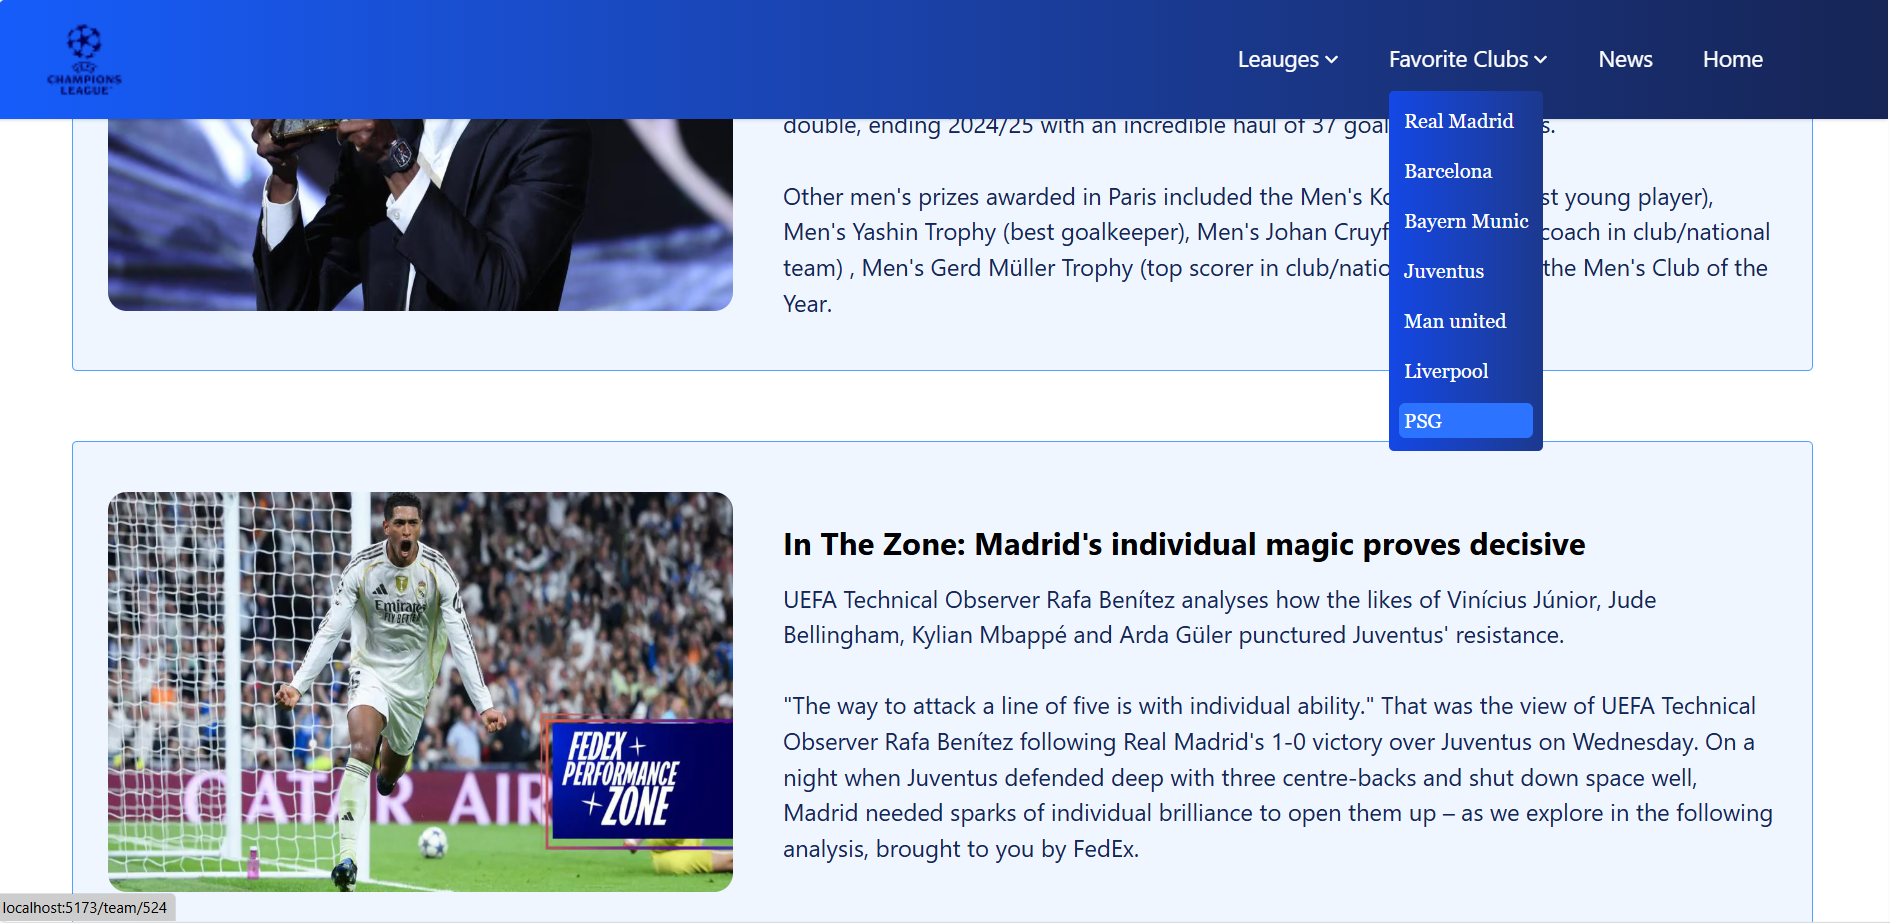 UEFA
CHAMPIONS
LEAGUE
Leauges
Favorite Clubs
News
Home
Real Madrid
Barcelona
Bayern Munic
Juventus
Man united
Liverpool
PSG
double, ending 2024/25 with an incredible haul of 37 goal s.
Other men's prizes awarded in Paris included the Men's Ko st young player),
Men's Yashin Trophy (best goalkeeper), Men's Johan Cruyf coach in club/national
team) , Men's Gerd Müller Trophy (top scorer in club/natio the Men's Club of the
Year.
Emirates
FLY BETTER
QATAR AIR
FEDEX
PERFORMANCE
ZONE
In The Zone: Madrid's individual magic proves decisive
UEFA Technical Observer Rafa Benítez analyses how the likes of Vinícius Júnior, Jude
Bellingham, Kylian Mbappé and Arda Güler punctured Juventus' resistance.
"The way to attack a line of five is with individual ability." That was the view of UEFA Technical
Observer Rafa Benítez following Real Madrid's 1-0 victory over Juventus on Wednesday. On a
night when Juventus defended deep with three centre-backs and shut down space well,
Madrid needed sparks of individual brilliance to open them up – as we explore in the following
analysis, brought to you by FedEx.
localhost:5173/team/524